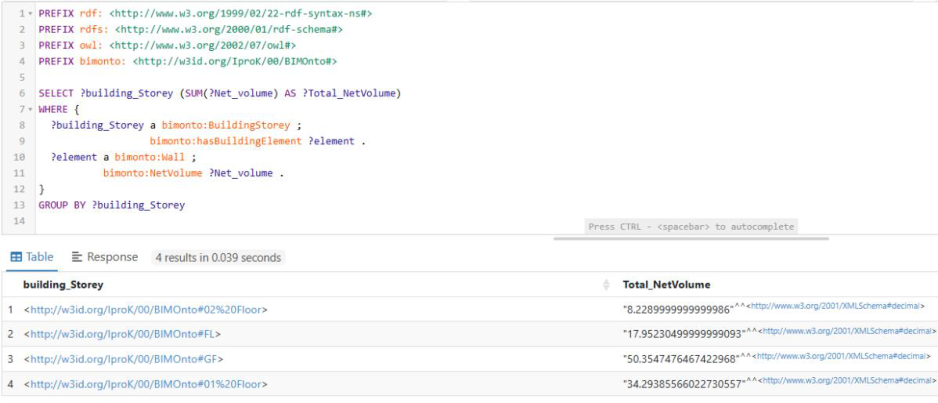 1 PREFIX rdf: <http://www.w3.org/1999/02/22-rdf-syntax-ns#>
2 PREFIX rdfs: <http://www.w3.org/2000/01/rdf-schema#>
3 PREFIX owl: <http://www.w3.org/2002/07/owl#>
4 PREFIX bimonto: <http://w3id.org/IproK/00/BIMOnto#>
5
6 SELECT ?building_Storey (SUM(?Net_volume) AS ?Total_NetVolume)
7 WHERE {
8 ?building_Storey a bimonto:BuildingStorey ;
9 bimonto:hasBuildingElement ?element .
10 ?element a bimonto:Wall ;
11 bimonto:NetVolume ?Net_volume .
12 }
13 GROUP BY ?building_Storey
14
Press CTRL - <spacebar> to autocomplete
Table Response 4 results in 0.039 seconds
building_Storey Total_NetVolume
1 <http://w3id.org/IproK/00/BIMOnto#02%20Floor> "8.2289999999999986"^^<http://www.w3.org/2001/XMLSchema#decimal>
2 <http://w3id.org/IproK/00/BIMOnto#FL> "17.95230499999999093"^^<http://www.w3.org/2001/XMLSchema#decimal>
3 <http://w3id.org/IproK/00/BIMOnto#GF> "50.3547476467422968"^^<http://www.w3.org/2001/XMLSchema#decimal>
4 <http://w3id.org/IproK/00/BIMOnto#01%20Floor> "34.29385566022730557"^^<http://www.w3.org/2001/XMLSchema#decimal>